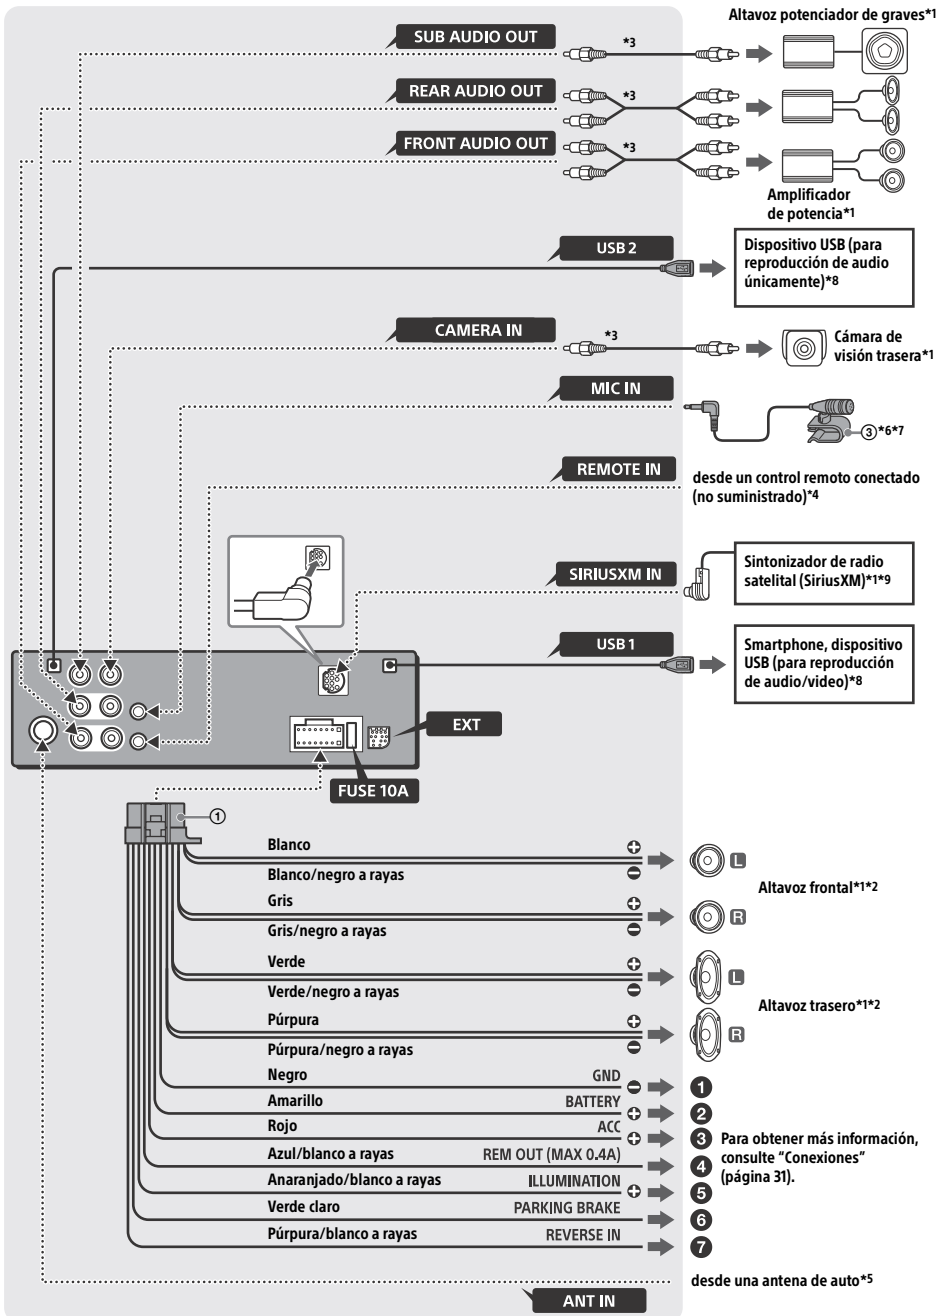 Altavoz potenciador de graves*1
SUB AUDIO OUT
*3
REAR AUDIO OUT
*3
FRONT AUDIO OUT
*3
Amplificador
de potencia*1
USB 2
Dispositivo USB (para
reproducción de audio
únicamente)*8
CAMERA IN
*3
Cámara de
visión trasera*1
MIC IN
③*6*7
REMOTE IN
desde un control remoto conectado
(no suministrado)*4
SIRIUSXM IN
Sintonizador de radio
satelital (SiriusXM)*1*9
USB 1
Smartphone, dispositivo
USB (para reproducción
de audio/video)*8
EXT
FUSE 10A
①
Blanco
Blanco/negro a rayas
L
Gris
Gris/negro a rayas
R
Altavoz frontal*1*2
Verde
Verde/negro a rayas
L
Púrpura
Púrpura/negro a rayas
R
Altavoz trasero*1*2
Negro GND ❶
Amarillo BATTERY ❷
Rojo ACC ❸
Azul/blanco a rayas REM OUT (MAX 0.4A) ❹
Anaranjado/blanco a rayas ILLUMINATION ❺
Verde claro PARKING BRAKE ❻
Púrpura/blanco a rayas REVERSE IN ❼
Para obtener más información,
consulte “Conexiones”
(página 31).
desde una antena de auto*5
ANT IN